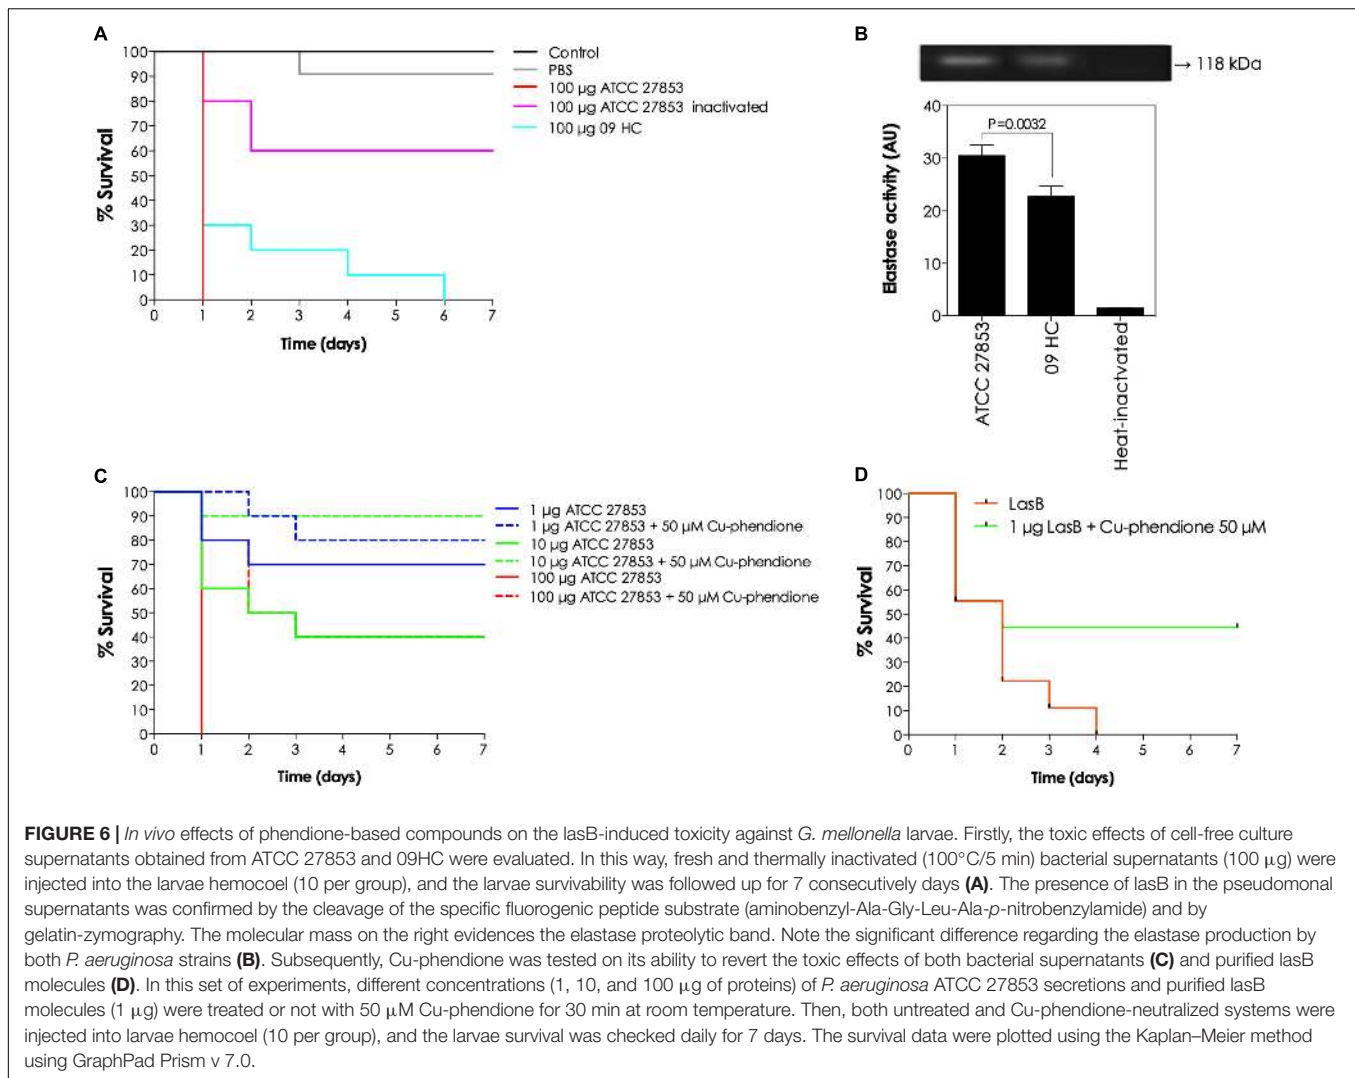 A
100
90
80
70
60
50
40
30
20
10
0
% Survival
0 1 2 3 4 5 6 7
Time (days)
Control
PBS
100 µg ATCC 27853
100 µg ATCC 27853 inactivated
100 µg 09 HC
B
→ 118 kDa
40
30
20
10
0
Elastase activity (AU)
P=0.0032
ATCC 27853
09 HC
Heat-inactvated
C
100
90
80
70
60
50
40
30
20
10
0
% Survival
0 1 2 3 4 5 6 7
Time (days)
1 µg ATCC 27853
1 µg ATCC 27853 + 50 µM Cu-phendione
10 µg ATCC 27853
10 µg ATCC 27853 + 50 µM Cu-phendione
100 µg ATCC 27853
100 µg ATCC 27853 + 50 µM Cu-phendione
D
100
90
80
70
60
50
40
30
20
10
0
% Survival
0 1 2 3 4 5 6 7
Time (days)
LasB
1 µg LasB + Cu-phendione 50 µM
FIGURE 6 | In vivo effects of phendione-based compounds on the lasB-induced toxicity against G. mellonella larvae. Firstly, the toxic effects of cell-free culture
supernatants obtained from ATCC 27853 and 09HC were evaluated. In this way, fresh and thermally inactivated (100°C/5 min) bacterial supernatants (100 µg) were
injected into the larvae hemocoel (10 per group), and the larvae survivability was followed up for 7 consecutively days (A). The presence of lasB in the pseudomonal
supernatants was confirmed by the cleavage of the specific fluorogenic peptide substrate (aminobenzyl-Ala-Gly-Leu-Ala-p-nitrobenzylamide) and by
gelatin-zymography. The molecular mass on the right evidences the elastase proteolytic band. Note the significant difference regarding the elastase production by
both P. aeruginosa strains (B). Subsequently, Cu-phendione was tested on its ability to revert the toxic effects of both bacterial supernatants (C) and purified lasB
molecules (D). In this set of experiments, different concentrations (1, 10, and 100 µg of proteins) of P. aeruginosa ATCC 27853 secretions and purified lasB
molecules (1 µg) were treated or not with 50 µM Cu-phendione for 30 min at room temperature. Then, both untreated and Cu-phendione-neutralized systems were
injected into larvae hemocoel (10 per group), and the larvae survival was checked daily for 7 days. The survival data were plotted using the Kaplan–Meier method
using GraphPad Prism v 7.0.